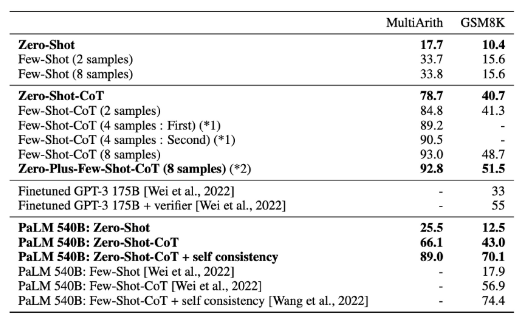 MultiArith GSM8K
Zero-Shot 17.7 10.4
Few-Shot (2 samples) 33.7 15.6
Few-Shot (8 samples) 33.8 15.6
Zero-Shot-CoT 78.7 40.7
Few-Shot-CoT (2 samples) 84.8 41.3
Few-Shot-CoT (4 samples : First) (*1) 89.2 -
Few-Shot-CoT (4 samples : Second) (*1) 90.5 -
Few-Shot-CoT (8 samples) 93.0 48.7
Zero-Plus-Few-Shot-CoT (8 samples) (*2) 92.8 51.5
Finetuned GPT-3 175B [Wei et al., 2022] - 33
Finetuned GPT-3 175B + verifier [Wei et al., 2022] - 55
PaLM 540B: Zero-Shot 25.5 12.5
PaLM 540B: Zero-Shot-CoT 66.1 43.0
PaLM 540B: Zero-Shot-CoT + self consistency 89.0 70.1
PaLM 540B: Few-Shot [Wei et al., 2022] - 17.9
PaLM 540B: Few-Shot-CoT [Wei et al., 2022] - 56.9
PaLM 540B: Few-Shot-CoT + self consistency [Wang et al., 2022] - 74.4